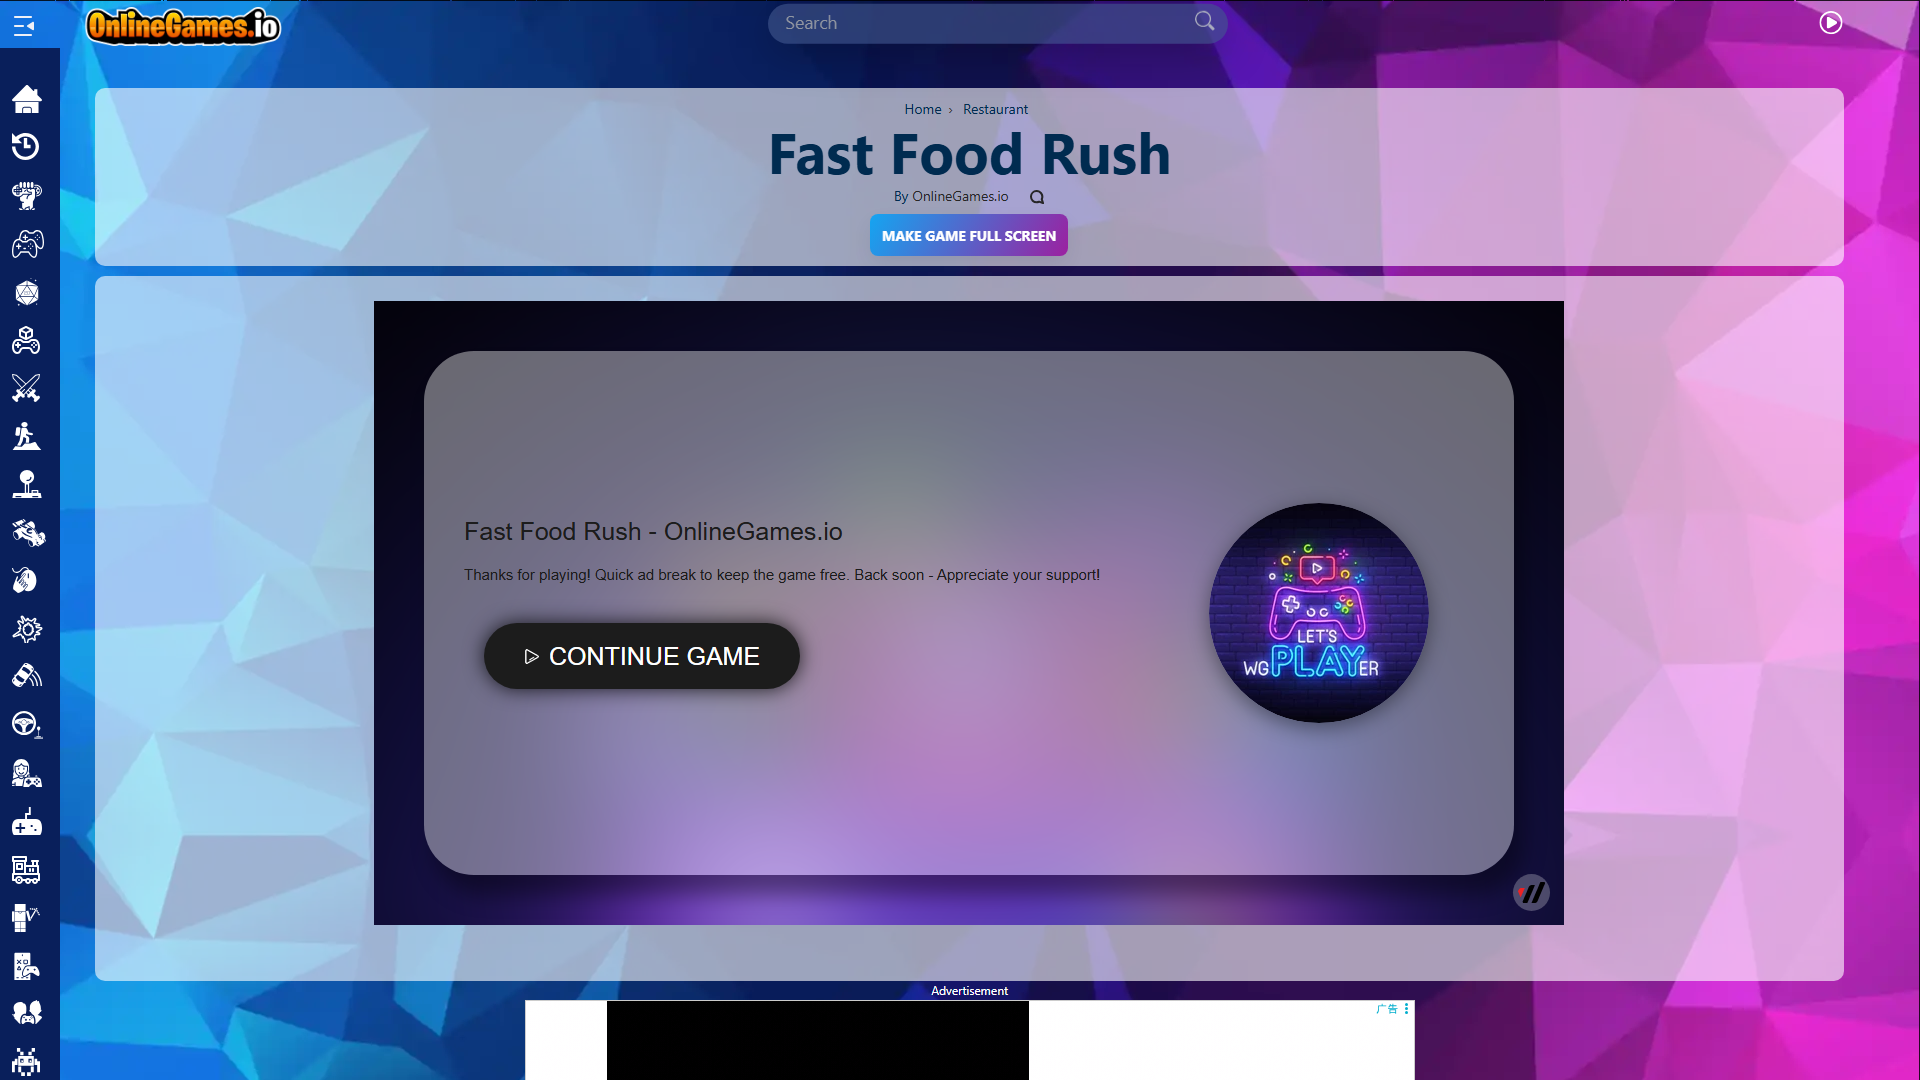 OnlineGames.io
Search
Home › Restaurant
Fast Food Rush
By OnlineGames.io
MAKE GAME FULL SCREEN
Fast Food Rush - OnlineGames.io
Thanks for playing! Quick ad break to keep the game free. Back soon - Appreciate your support!
CONTINUE GAME
LET'S
WGPLAYER
Advertisement
广告